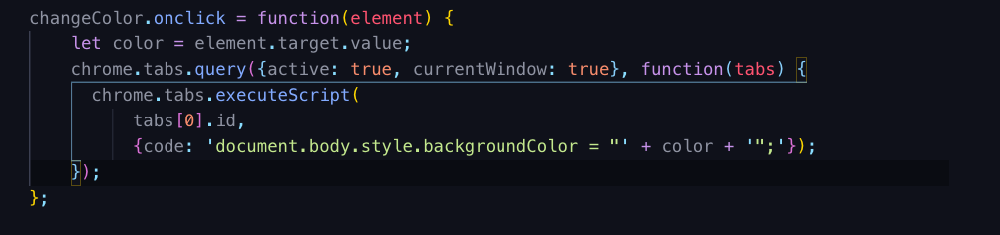 changeColor.onclick = function(element) {
    let color = element.target.value;
    chrome.tabs.query({active: true, currentWindow: true}, function(tabs) {
      chrome.tabs.executeScript(
          tabs[0].id,
          {code: 'document.body.style.backgroundColor = "' + color + '";'});
    });
};